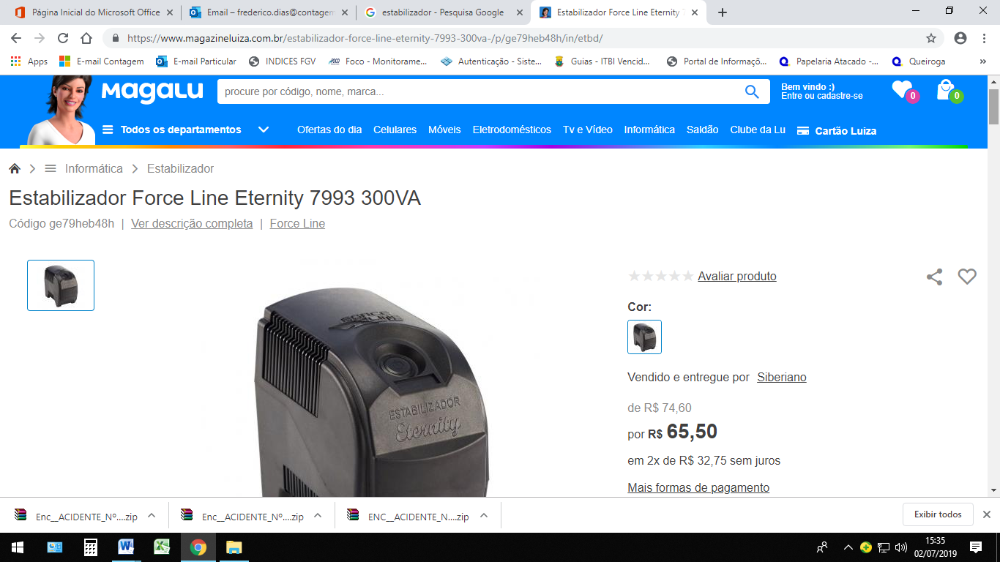 Página Inicial do Microsoft Office
Email – frederico.dias@contagem
estabilizador - Pesquisa Google
Estabilizador Force Line Eternity 7
https://www.magazineluiza.com.br/estabilizador-force-line-eternity-7993-300va-/p/ge79heb48h/in/etbd/
Apps
E-mail Contagem
E-mail Particular
INDICES FGV
Foco - Monitorame...
Autenticação - Siste...
Guias - ITBI Vencid...
Portal de Informaçõ...
Papelaria Atacado -...
Queiroga
»
Magalu
procure por código, nome, marca...
Bem vindo :)
Entre ou cadastre-se
0
0
Todos os departamentos
Ofertas do dia
Celulares
Móveis
Eletrodomésticos
Tv e Vídeo
Informática
Saldão
Clube da Lu
Cartão Luiza
Informática
Estabilizador
Estabilizador Force Line Eternity 7993 300VA
Código ge79heb48h | Ver descrição completa | Force Line
Avaliar produto
Cor:
FORCE LINE
ESTABILIZADOR
Eternity
Vendido e entregue por Siberiano
de R$ 74,60
por R$ 65,50
em 2x de R$ 32,75 sem juros
Mais formas de pagamento
Enc__ACIDENTE_Nº....zip
Enc__ACIDENTE_Nº....zip
ENC__ACIDENTE_N....zip
Exibir todos
15:35
02/07/2019